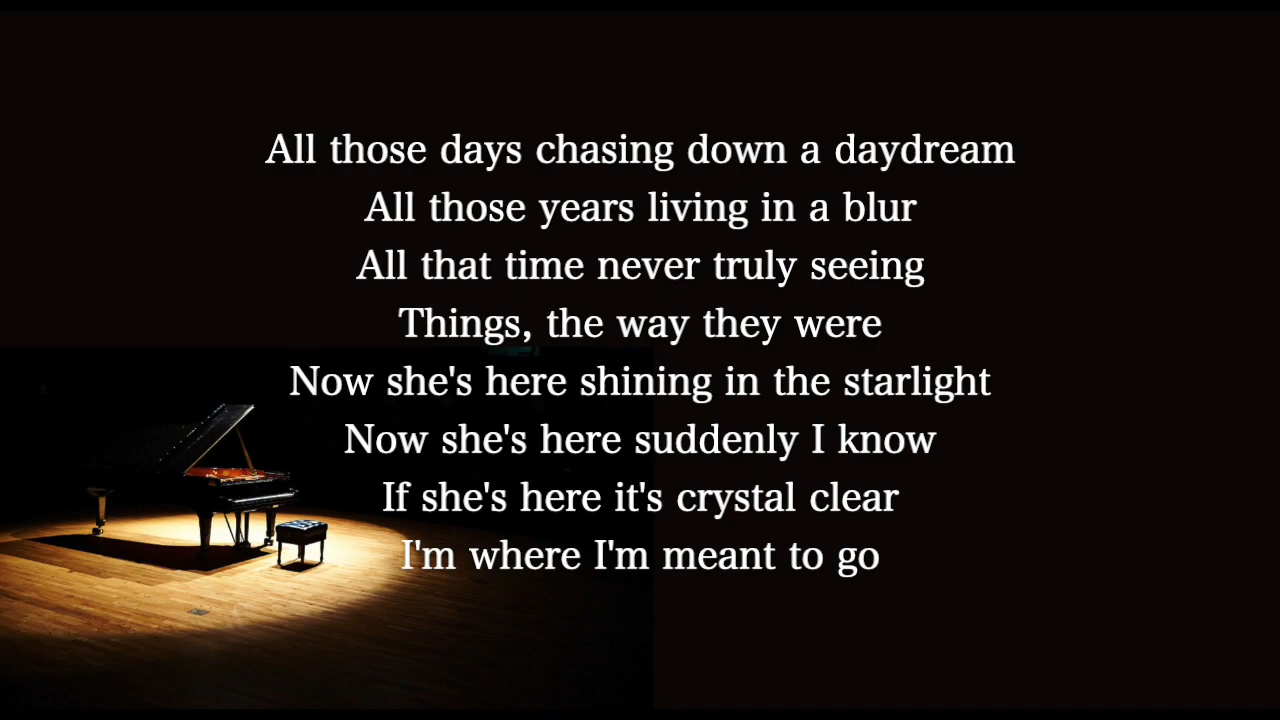 All those days chasing down a daydream
All those years living in a blur
All that time never truly seeing
Things, the way they were
Now she's here shining in the starlight
Now she's here suddenly I know
If she's here it's crystal clear
I'm where I'm meant to go